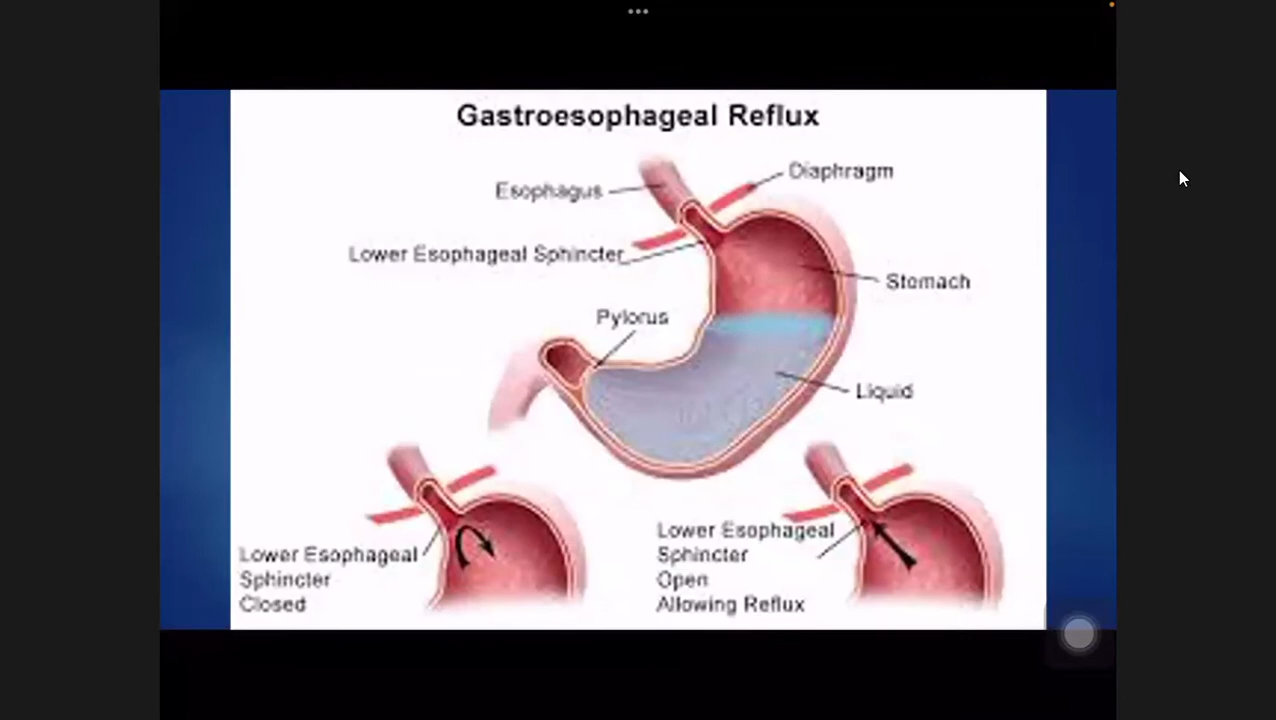 Gastroesophageal Reflux
Diaphragm
Esophagus
Lower Esophageal Sphincter
Stomach
Pylorus
Liquid
Lower Esophageal
Sphincter
Closed
Lower Esophageal
Sphincter
Open
Allowing Reflux